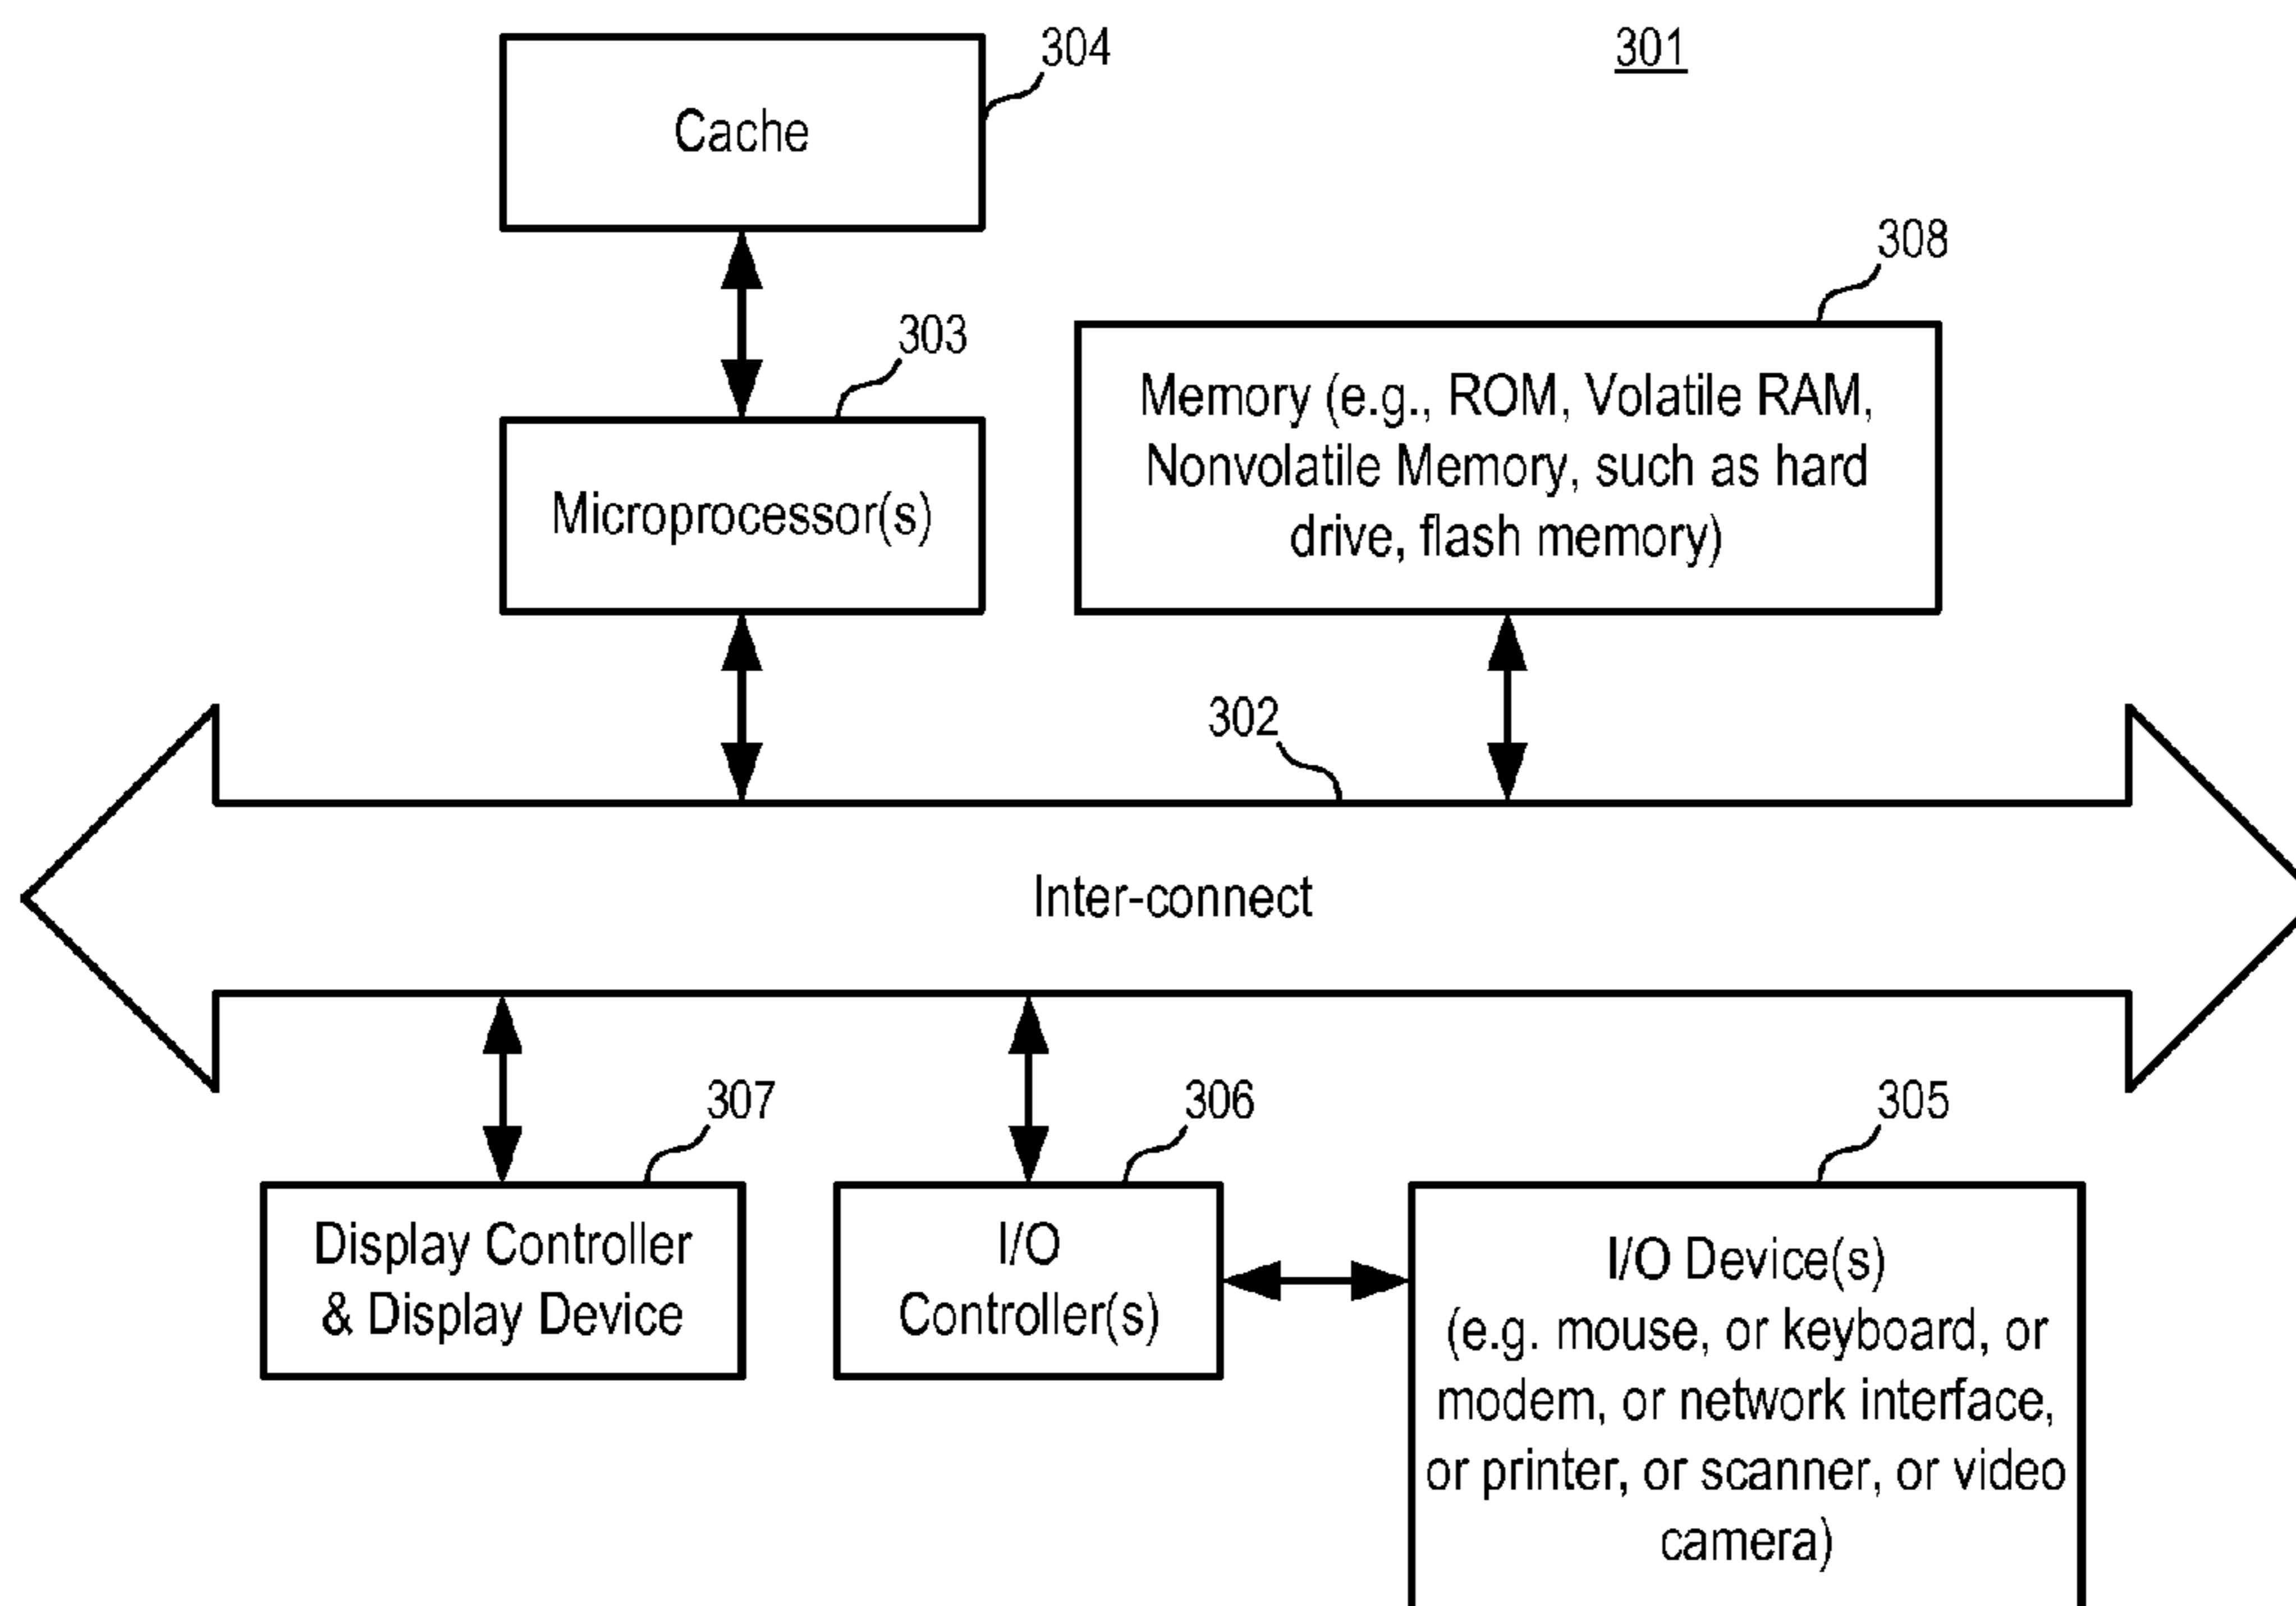 304
301
Cache
308
303
Memory (e.g., ROM, Volatile RAM,
Nonvolatile Memory, such as hard
drive, flash memory)
Microprocessor(s)
302
Inter-connect
307
306
305
Display Controller
& Display Device
I/O
Controller(s)
I/O Device(s)
(e.g. mouse, or keyboard, or
modem, or network interface,
or printer, or scanner, or video
camera)